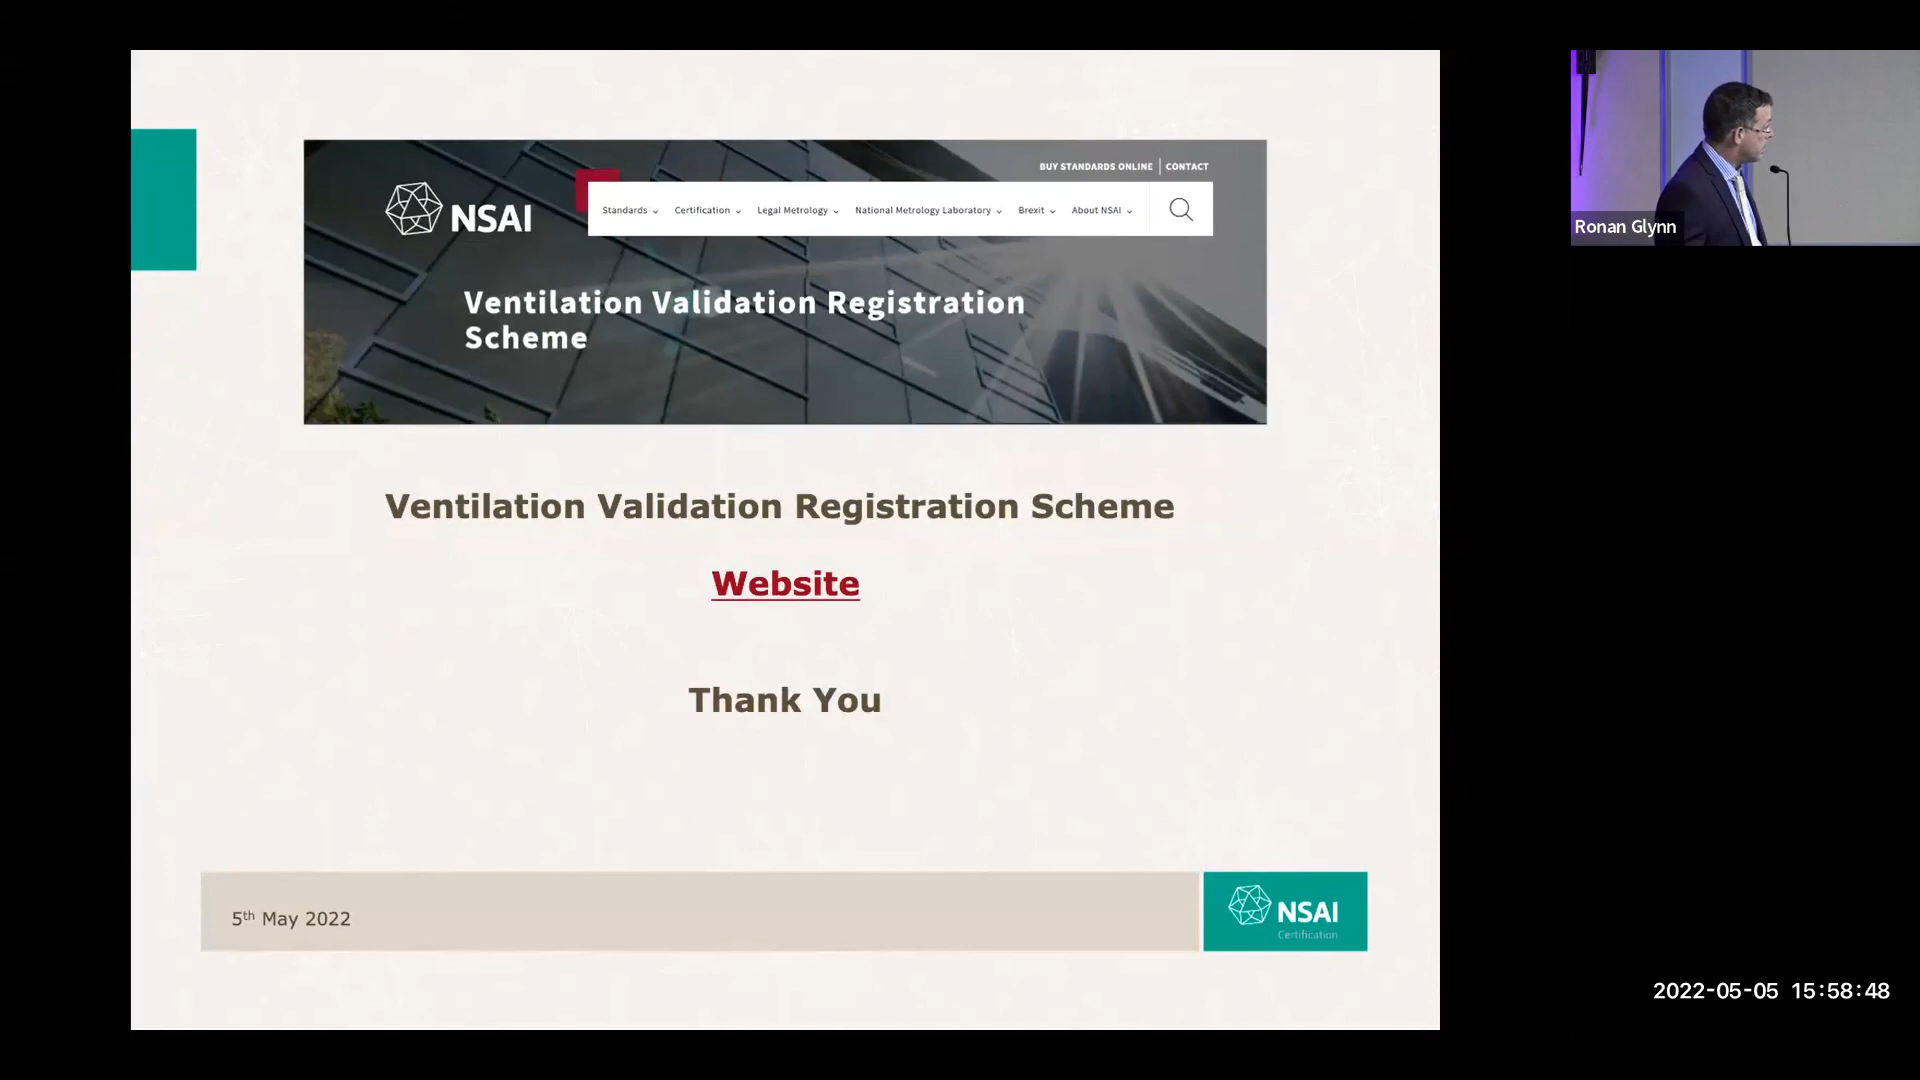 BUY STANDARDS ONLINE CONTACT
NSAI
Standards Certification Legal Metrology National Metrology Laboratory Brexit About NSAI
Ventilation Validation Registration
Scheme
Ventilation Validation Registration Scheme
Website
Thank You
5th May 2022
NSAI
Certification
Ronan Glynn
2022-05-05 15:58:48